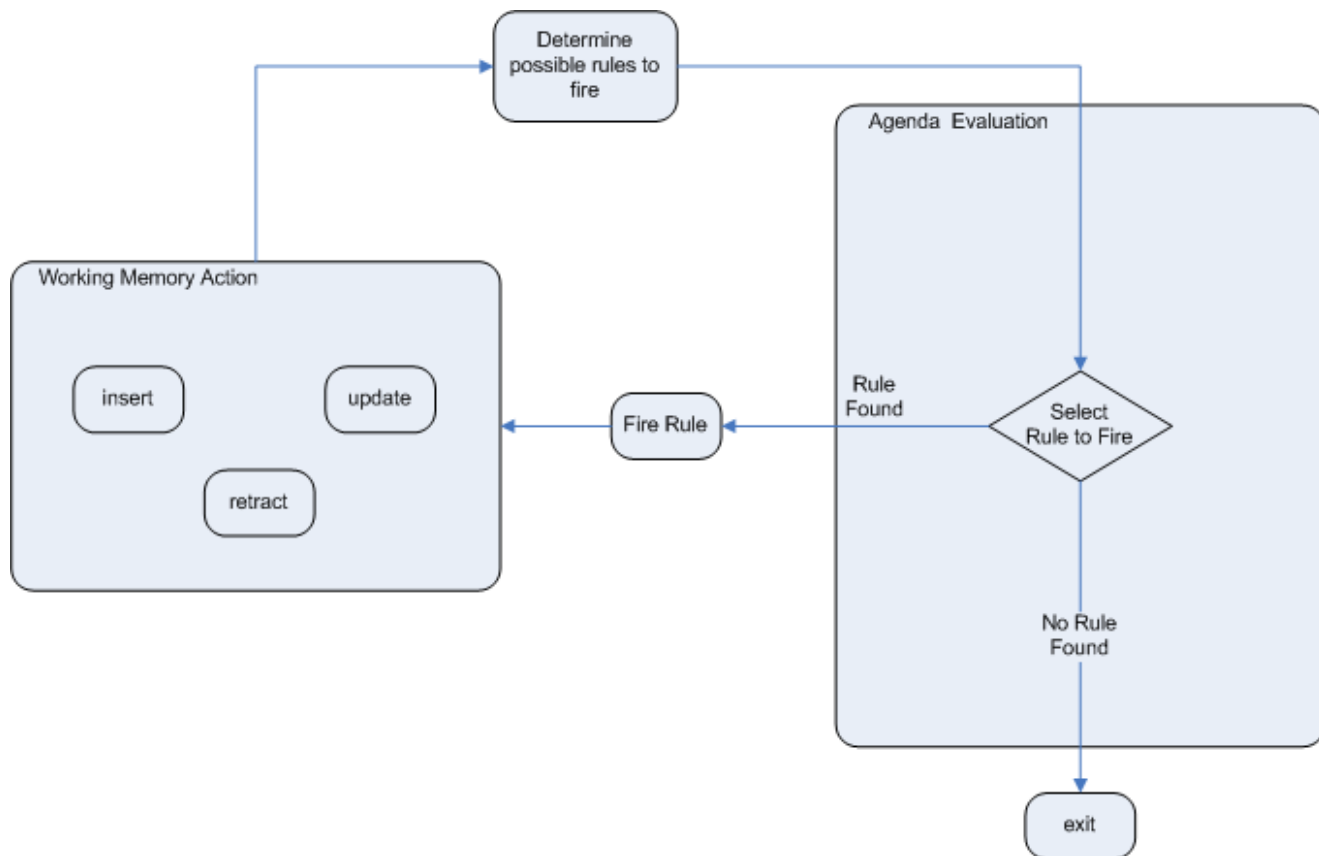 Determine
possible rules to
fire
Agenda Evaluation
Working Memory Action
insert
update
retract
Fire Rule
Rule
Found
Select
Rule to Fire
No Rule
Found
exit